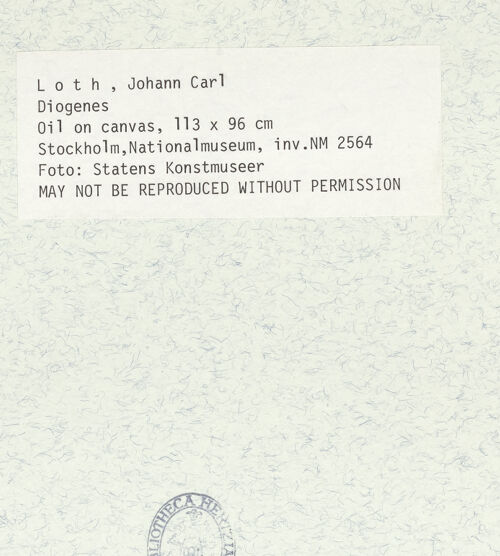 L o t h , Johann Carl
Diogenes
Oil on canvas, 113 x 96 cm
Stockholm,Nationalmuseum, inv.NM 2564
Foto: Statens Konstmuseer
MAY NOT BE REPRODUCED WITHOUT PERMISSION